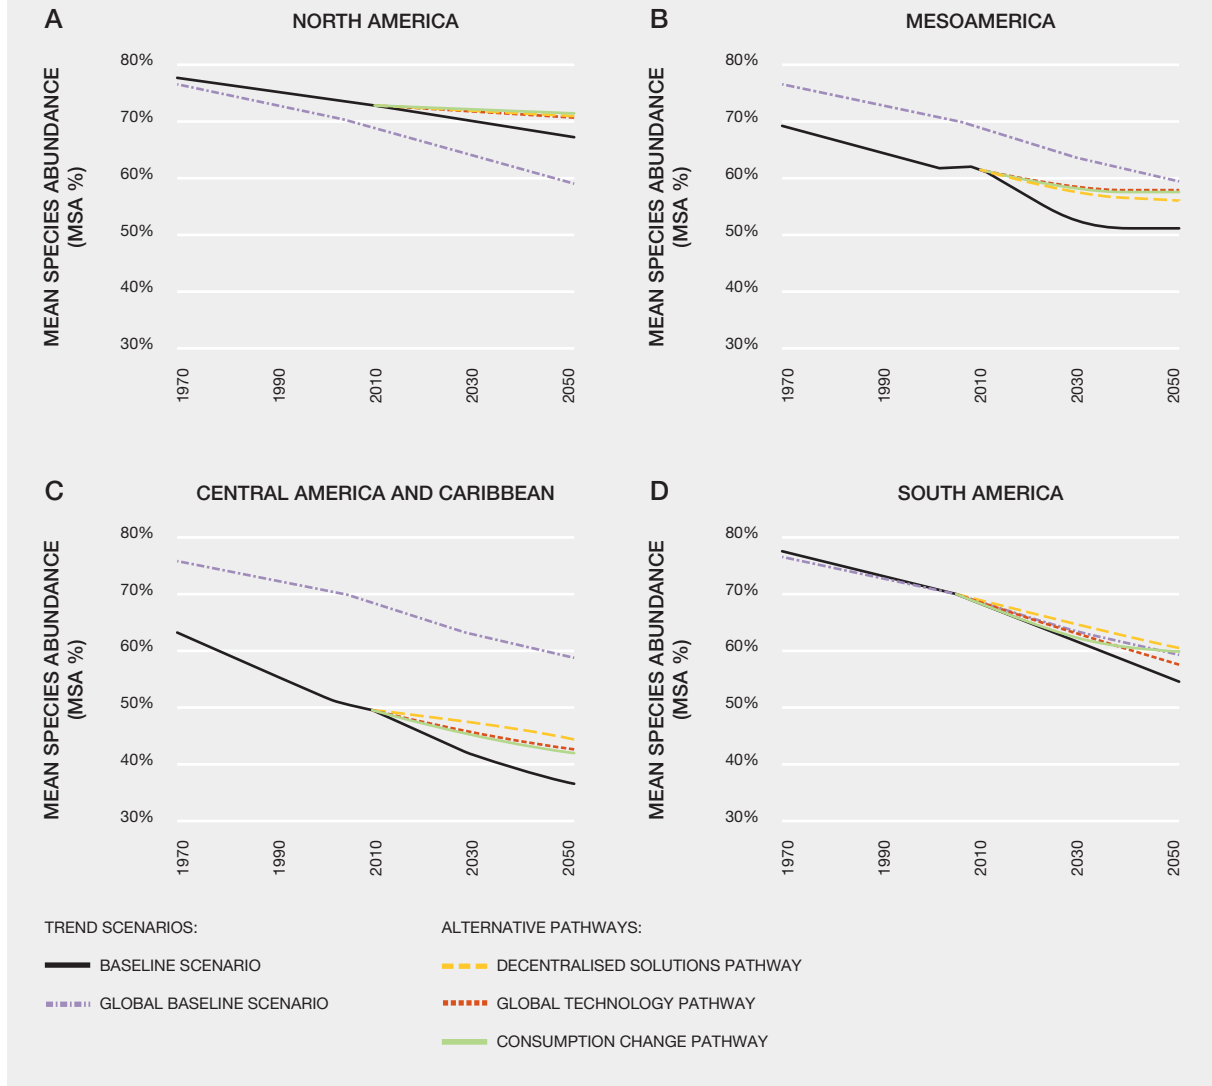 A
NORTH AMERICA
MEAN SPECIES ABUNDANCE
(MSA %)
80%
70%
60%
50%
40%
30%
1970
1990
2010
2030
2050
B
MESOAMERICA
MEAN SPECIES ABUNDANCE
(MSA %)
80%
70%
60%
50%
40%
30%
1970
1990
2010
2030
2050
C
CENTRAL AMERICA AND CARIBBEAN
MEAN SPECIES ABUNDANCE
(MSA %)
80%
70%
60%
50%
40%
30%
1970
1990
2010
2030
2050
D
SOUTH AMERICA
MEAN SPECIES ABUNDANCE
(MSA %)
80%
70%
60%
50%
40%
30%
1970
1990
2010
2030
2050
TREND SCENARIOS:
BASELINE SCENARIO
GLOBAL BASELINE SCENARIO
ALTERNATIVE PATHWAYS:
DECENTRALISED SOLUTIONS PATHWAY
GLOBAL TECHNOLOGY PATHWAY
CONSUMPTION CHANGE PATHWAY